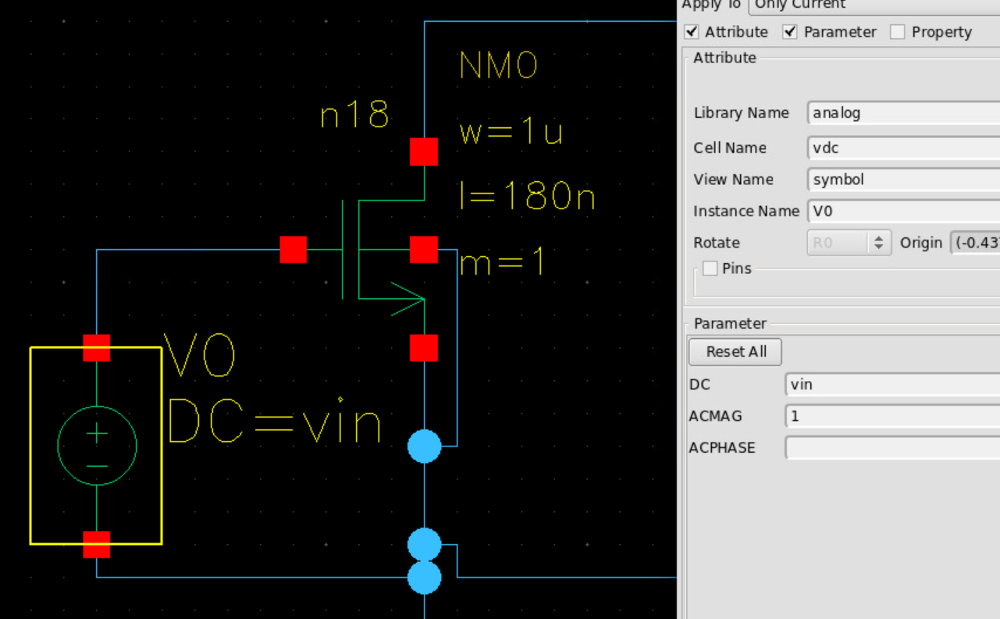 NM0
n18
w=1u
l=180n
m=1
V0
DC=vin
Apply To Only Current
Attribute Parameter Property
Attribute
Library Name analog
Cell Name vdc
View Name symbol
Instance Name V0
Rotate R0 Origin (-0.43
Pins
Parameter
Reset All
DC vin
ACMAG 1
ACPHASE